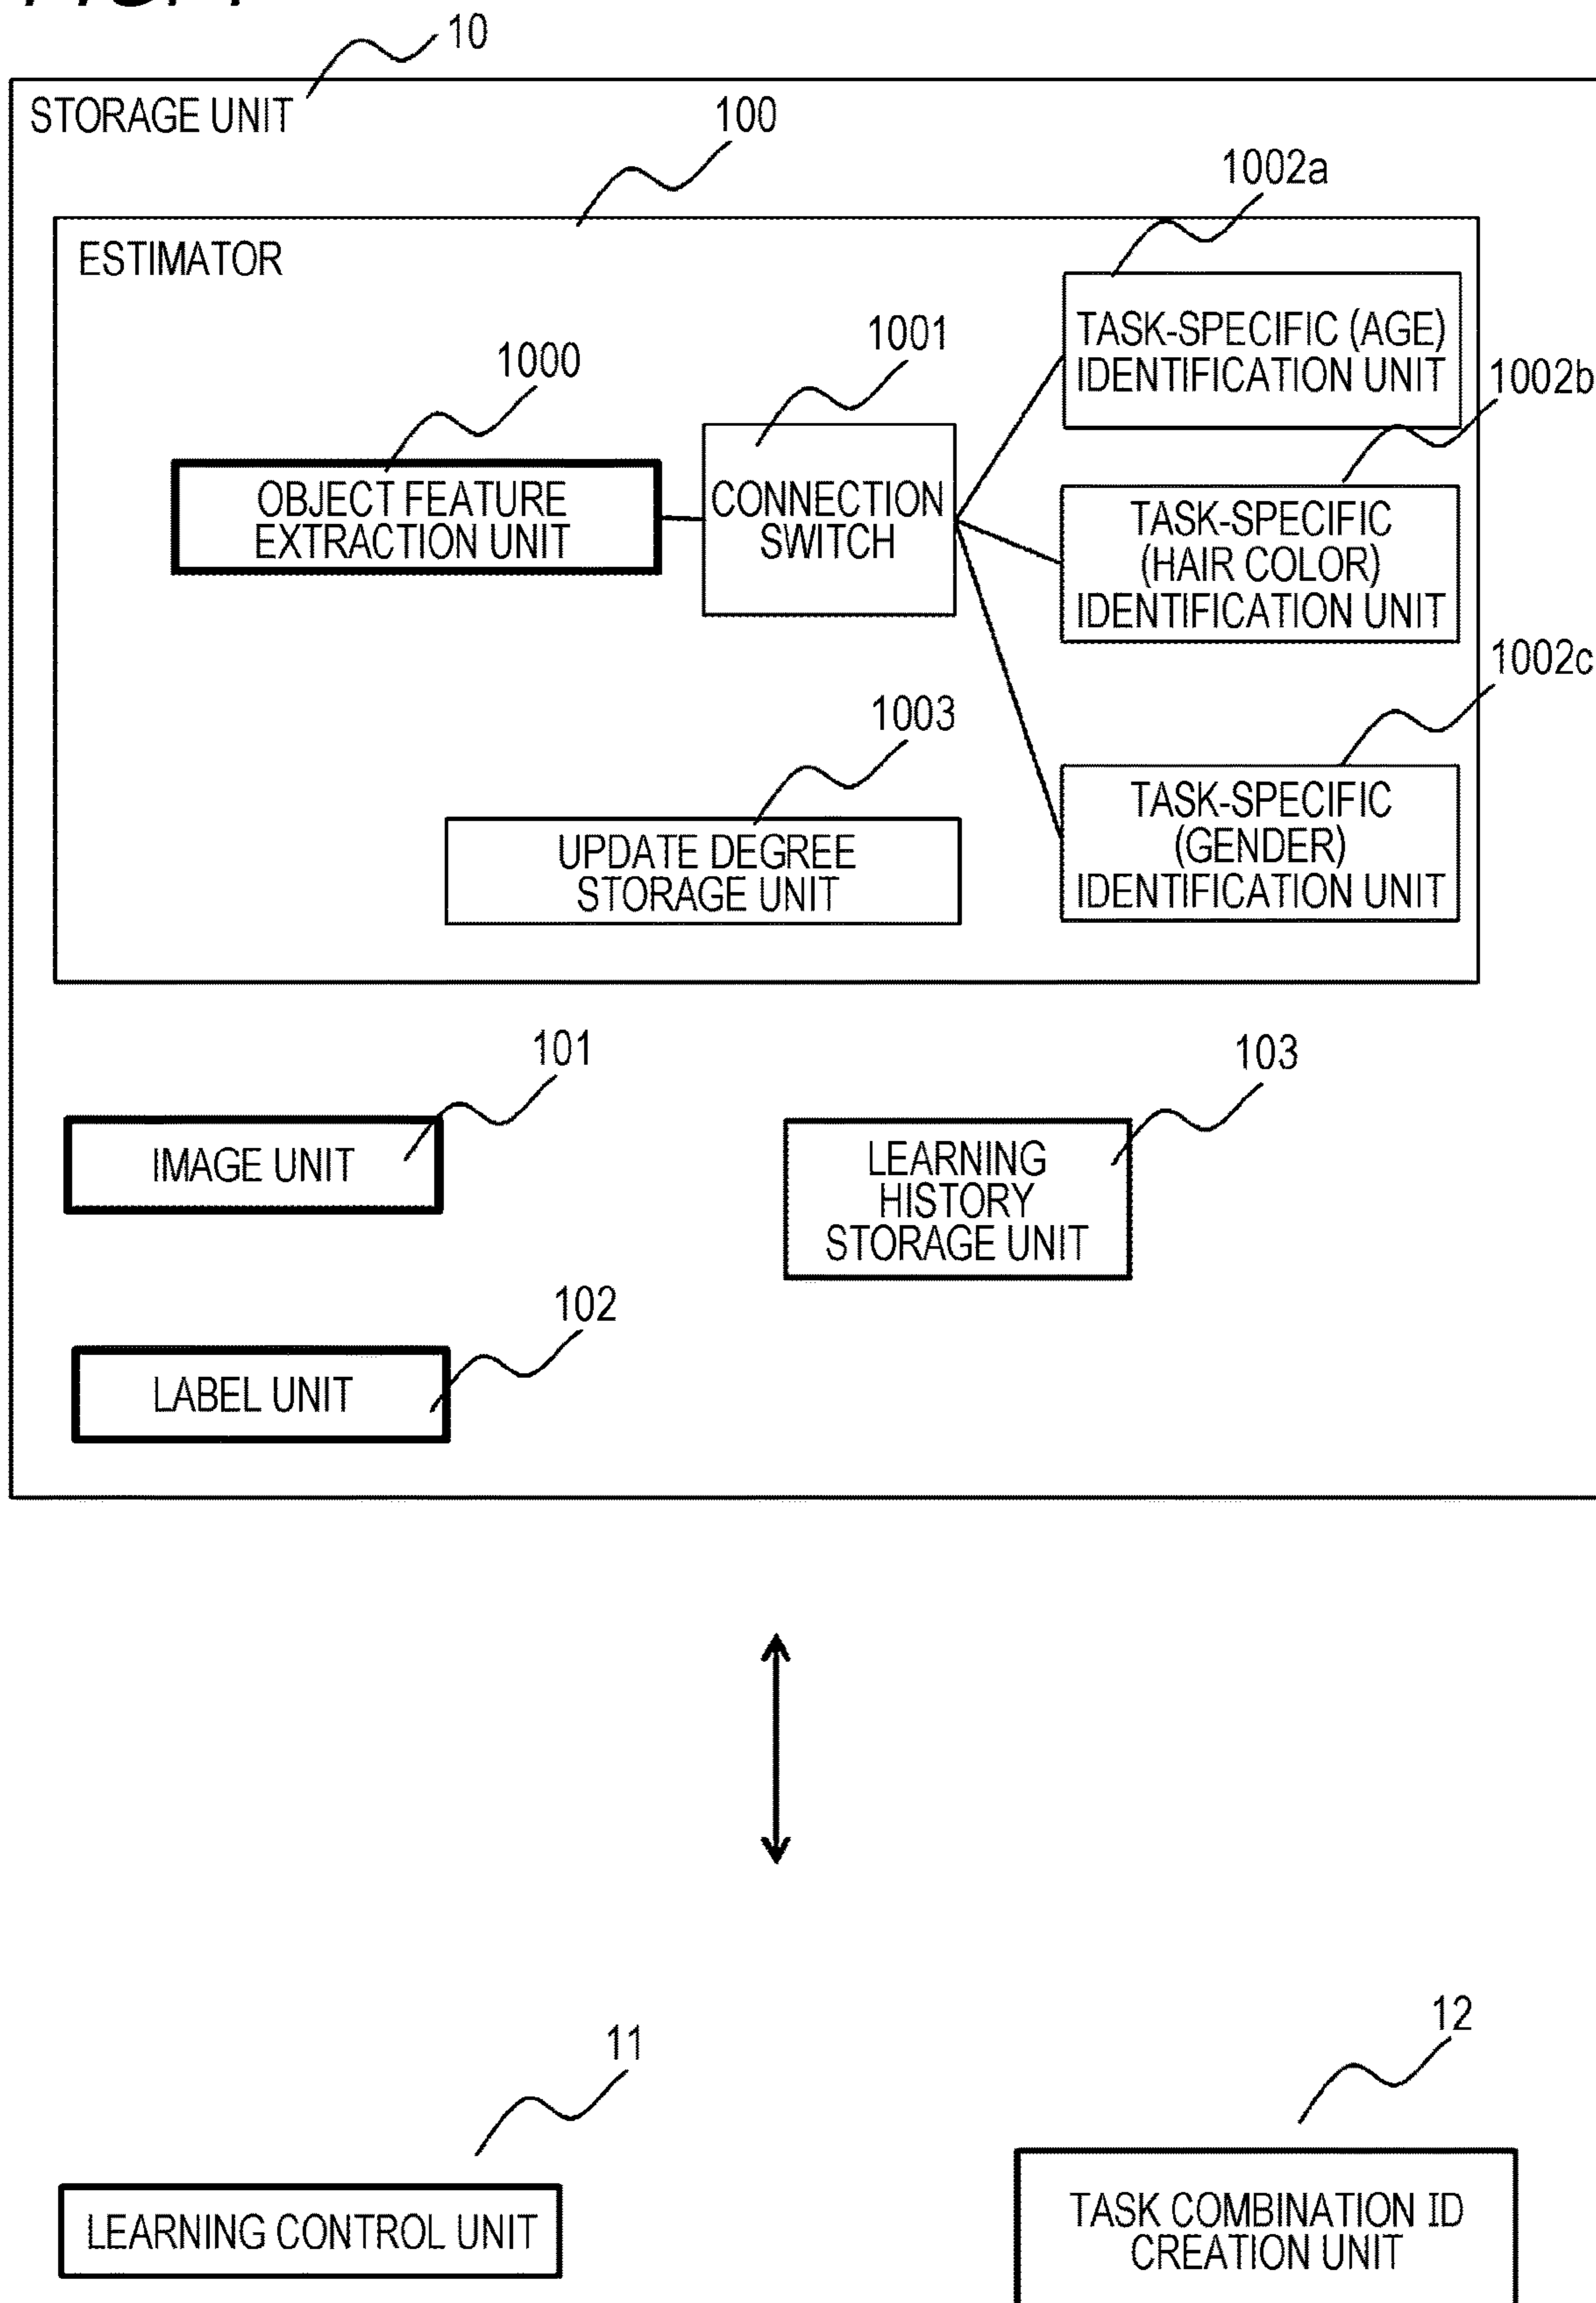 10
STORAGE UNIT
100
1002a
ESTIMATOR
TASK-SPECIFIC (AGE)
IDENTIFICATION UNIT
1001
1000
1002b
OBJECT FEATURE
EXTRACTION UNIT
CONNECTION
SWITCH
TASK-SPECIFIC
(HAIR COLOR)
IDENTIFICATION UNIT
1002c
1003
UPDATE DEGREE
STORAGE UNIT
TASK-SPECIFIC
(GENDER)
IDENTIFICATION UNIT
101
103
IMAGE UNIT
LEARNING
HISTORY
STORAGE UNIT
102
LABEL UNIT
11
12
LEARNING CONTROL UNIT
TASK COMBINATION ID
CREATION UNIT